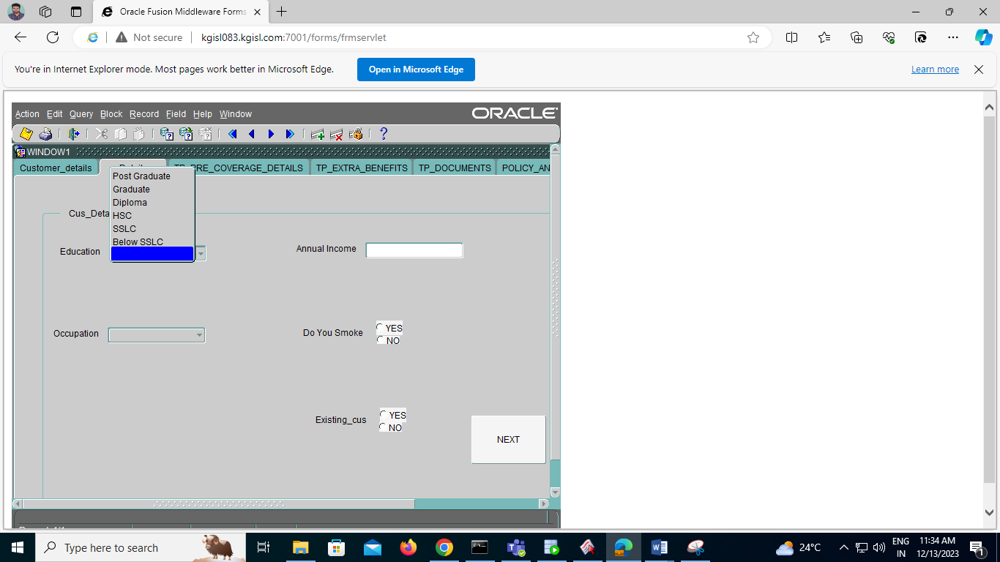 Oracle Fusion Middleware Forms
Not secure
kgisl083.kgisl.com:7001/forms/frmservlet
You're in Internet Explorer mode. Most pages work better in Microsoft Edge.
Open in Microsoft Edge
Learn more
Action Edit Query Block Record Field Help Window
ORACLE
WINDOW1
Customer_details TP_PRE_COVERAGE_DETAILS TP_EXTRA_BENEFITS TP_DOCUMENTS POLICY_AN
Post Graduate
Graduate
Diploma
Cus_Deta
HSC
SSLC
Below SSLC
Education
Annual Income
Occupation
Do You Smoke
YES
NO
Existing_cus
YES
NO
NEXT
Type here to search
24°C
ENG
IN
11:34 AM
12/13/2023
1